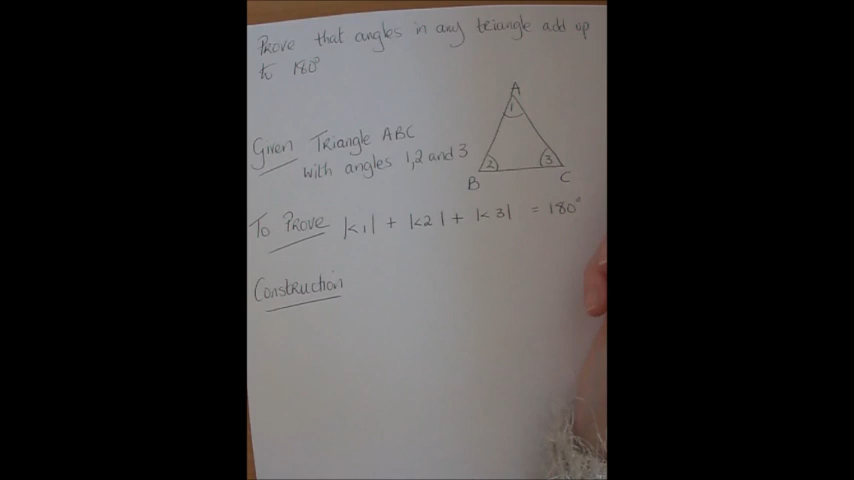 Prove that angles in any triangle add up
to 180°
A
1
Given Triangle ABC
with angles 1,2 and 3
2
3
B
C
To Prove |<1| + |<2| + |<3| = 180°
Construction